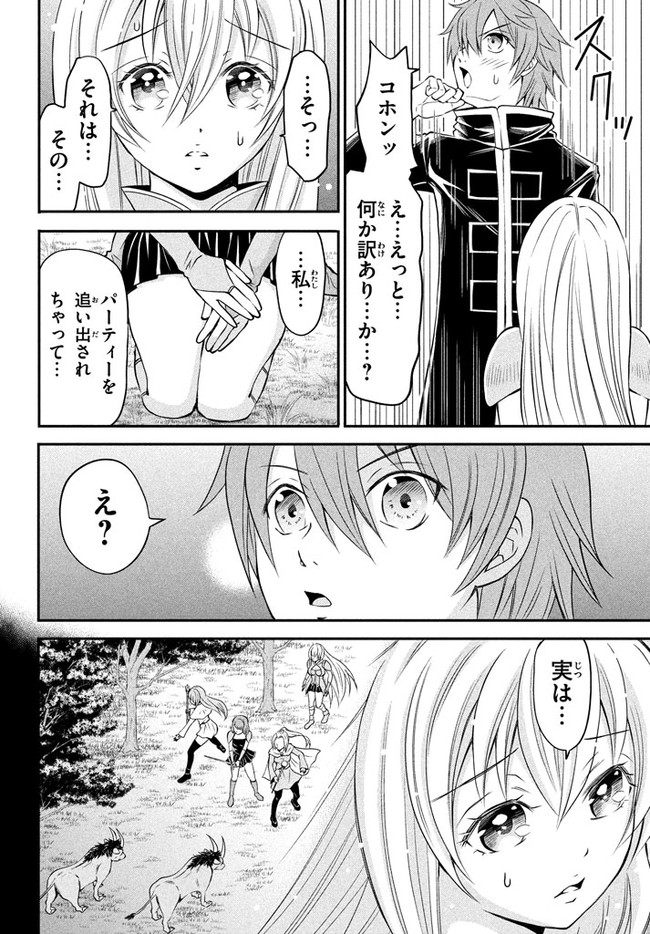 スクッ
コホンッ
え…えっと…
何か訳あり…か…?
…そっ…
それは…
その…
…私…
パーティーを
追い出され
ちゃって…
え?
実は…